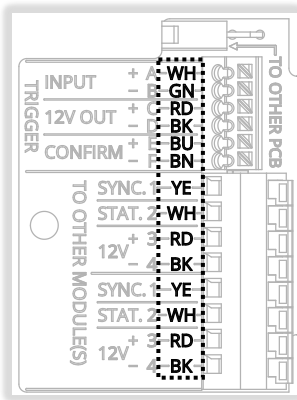 TRIGGER
INPUT + A WH
- B GN
12V OUT + C RD
- D BK
CONFIRM + E BU
- F BN
TO OTHER PCB
TO OTHER MODULE(S)
SYNC. 1 YE
STAT. 2 WH
12V + 3 RD
- 4 BK
SYNC. 1 YE
STAT. 2 WH
12V + 3 RD
- 4 BK